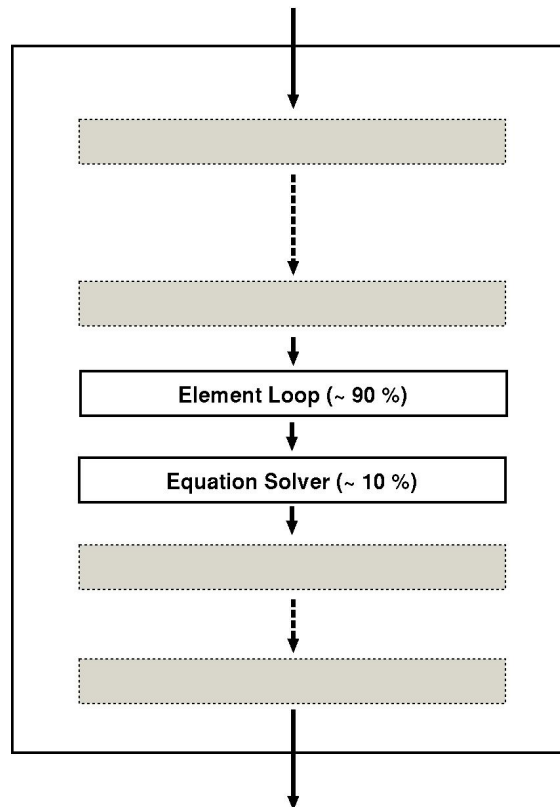 Element Loop (~ 90 %)
Equation Solver (~ 10 %)